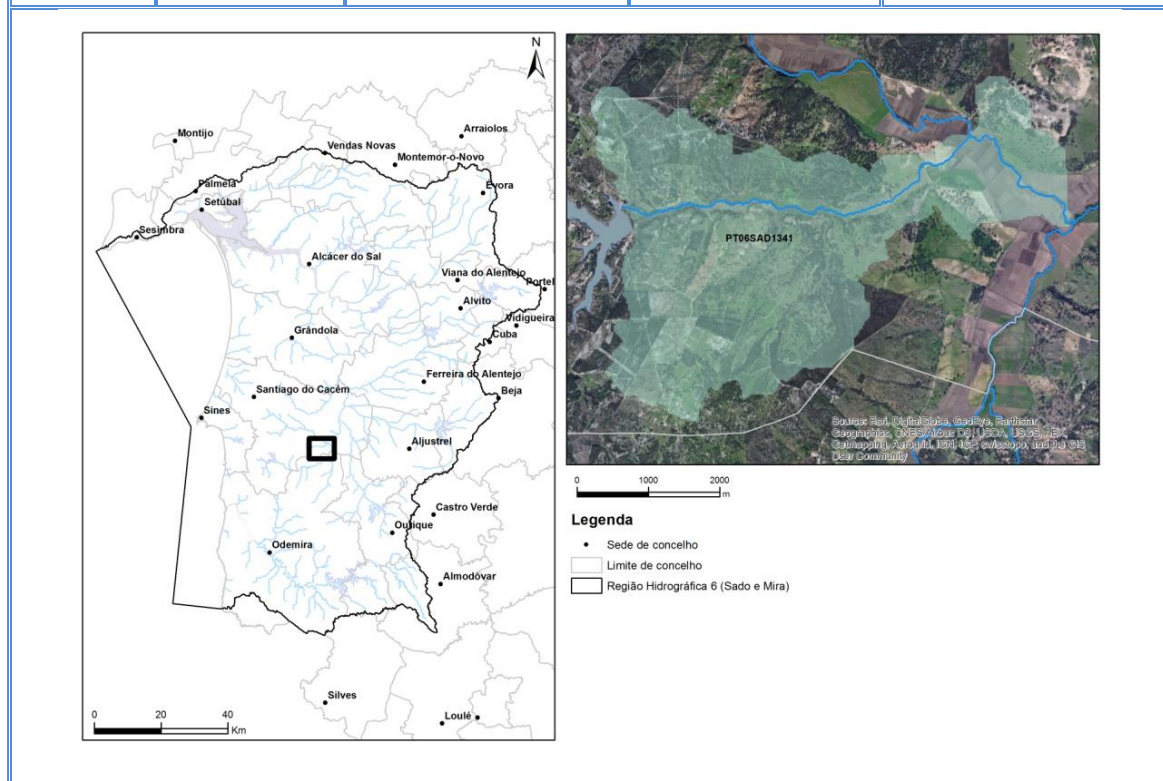 N
Montijo
Arraiolos
Vendas Novas
Montemor-o-Novo
Palmela
Évora
Setúbal
Sesimbra
Alcácer do Sal
Viana do Alentejo
Portel
Alvito
Vidigueira
Grândola
Cuba
Ferreira do Alentejo
Santiago do Cacém
Beja
Sines
Aljustrel
Castro Verde
Ourique
Odemira
Almodôvar
Silves
Loulé
0 20 40
Km
PT06SAD1341
Source: Esri, DigitalGlobe, GeoEye, Earthstar
Geographics, CNES/Airbus DS, USDA, USGS, AEX,
Getmapping, Aerogrid, IGN, IGP, swisstopo, and the GIS
User Community
0 1000 2000
m
Legenda
Sede de concelho
Limite de concelho
Região Hidrográfica 6 (Sado e Mira)